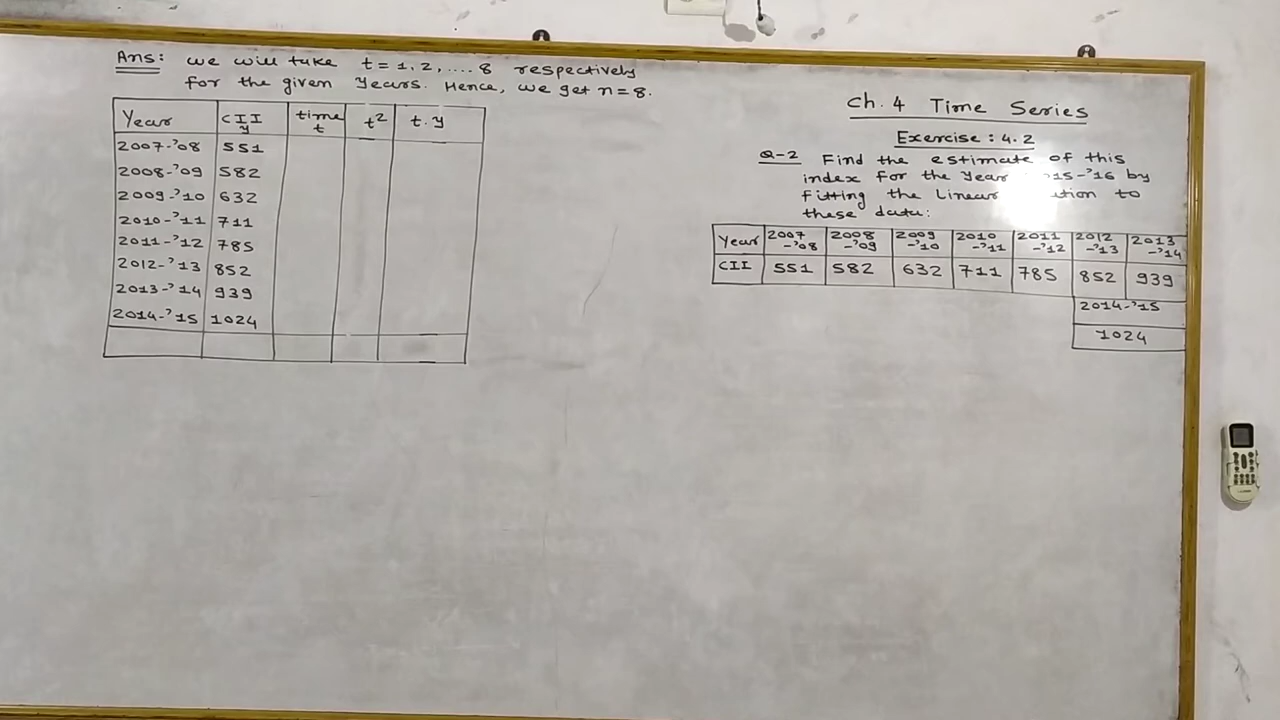 Ans: we will take t = 1, 2, .... 8 respectively
for the given years. Hence, we get n = 8.
Year CII y time t t² t.y
2007-'08 551
2008-'09 582
2009-'10 632
2010-'11 711
2011-'12 785
2012-'13 852
2013-'14 939
2014-'15 1024
Ch. 4 Time Series
Exercise : 4.2
Q-2 Find the estimate of this
index for the year 15-'16 by
fitting the Linear to
these data:
Year 2007-'08 2008-'09 2009-'10 2010-'11 2011-'12 2012-'13 2013-'14
CII 551 582 632 711 785 852 939
2014-'15
1024